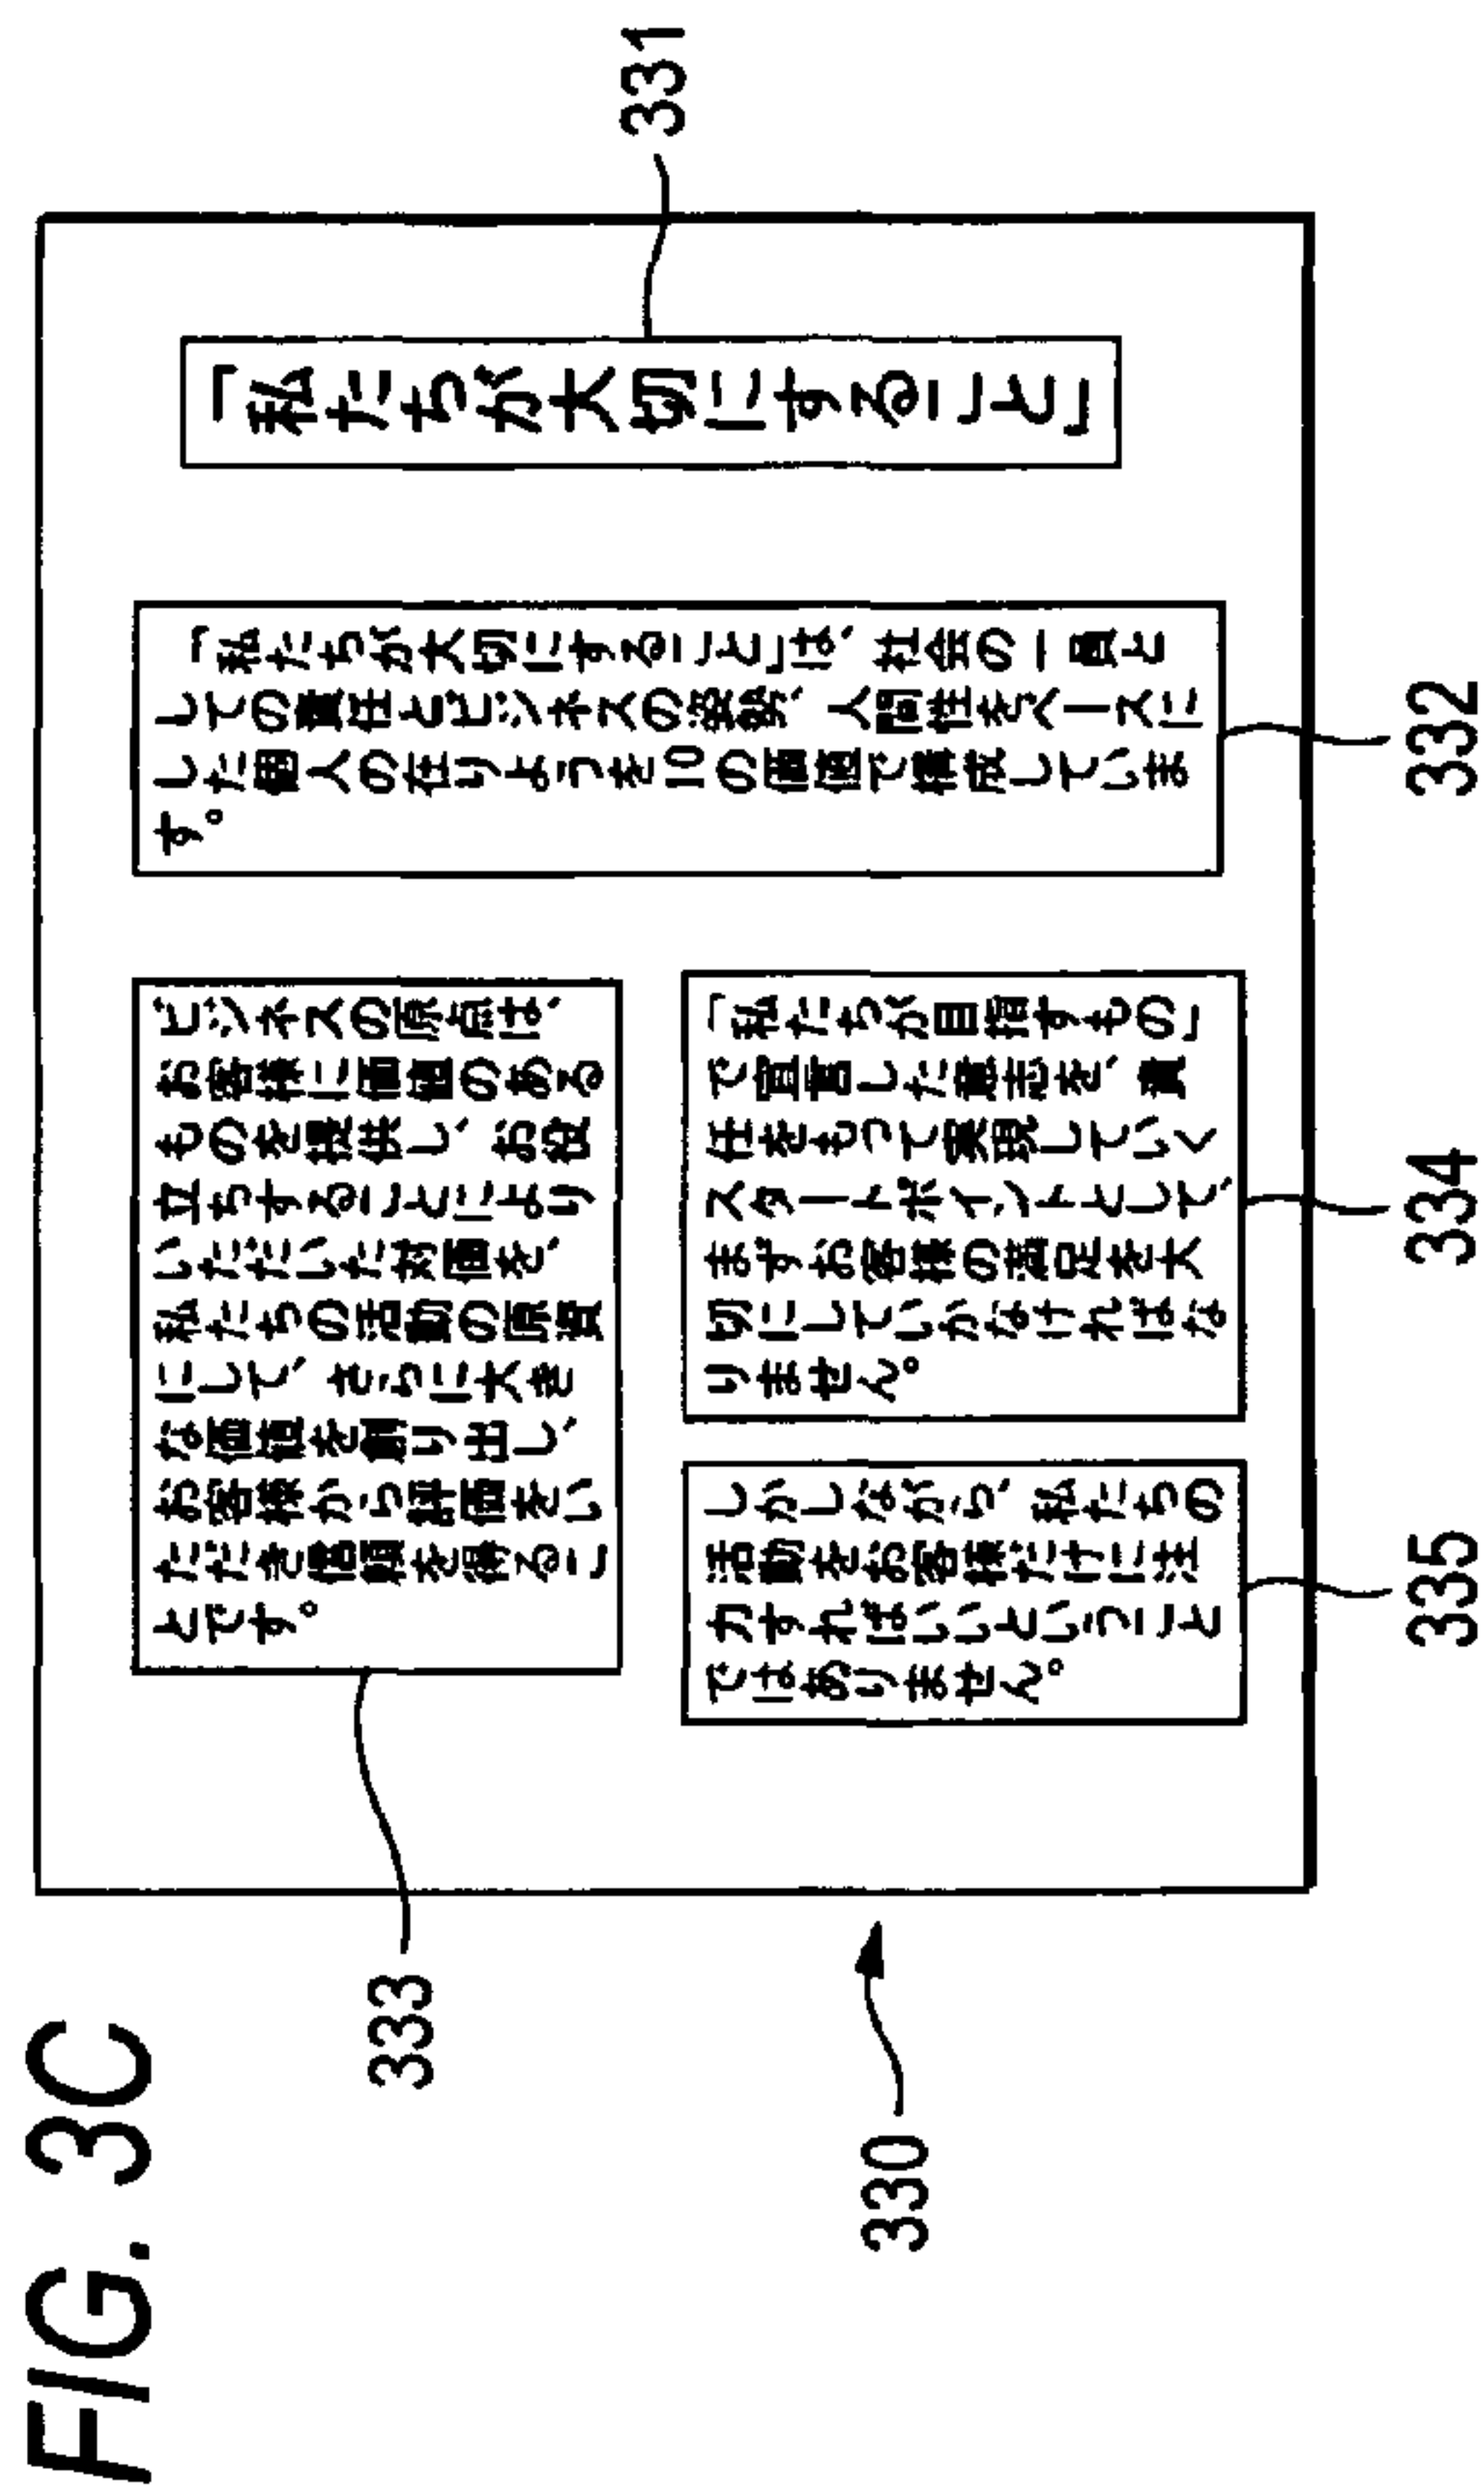 FIG. 3C
331
「私たちが大切にすること」
「私たちが大切にすること」は、社会の一員と
しての責任とビジネスの姿勢、人間性をベースに
した個人の在りようを10の価値で構成していま
す。
332
ビジネスの原点は、
お客様に価値のある
ものを提供し、お役
立ちすることにより
いただいた対価を、
私たちの活動の原資
にして、さらに大き
な価値を創り出し、
お客様から評価をい
ただき信頼を得るこ
とです。
333
「私たちが目指すもの」
で宣言した意志を、責
任をもって実現していく
スタートポイントとして、
まずお客様の満足を大
切にしていかなければな
りません。
334
しかしながら、私たちの
活動をお客様だけに注
力すればいいということ
ではありません。
335
330